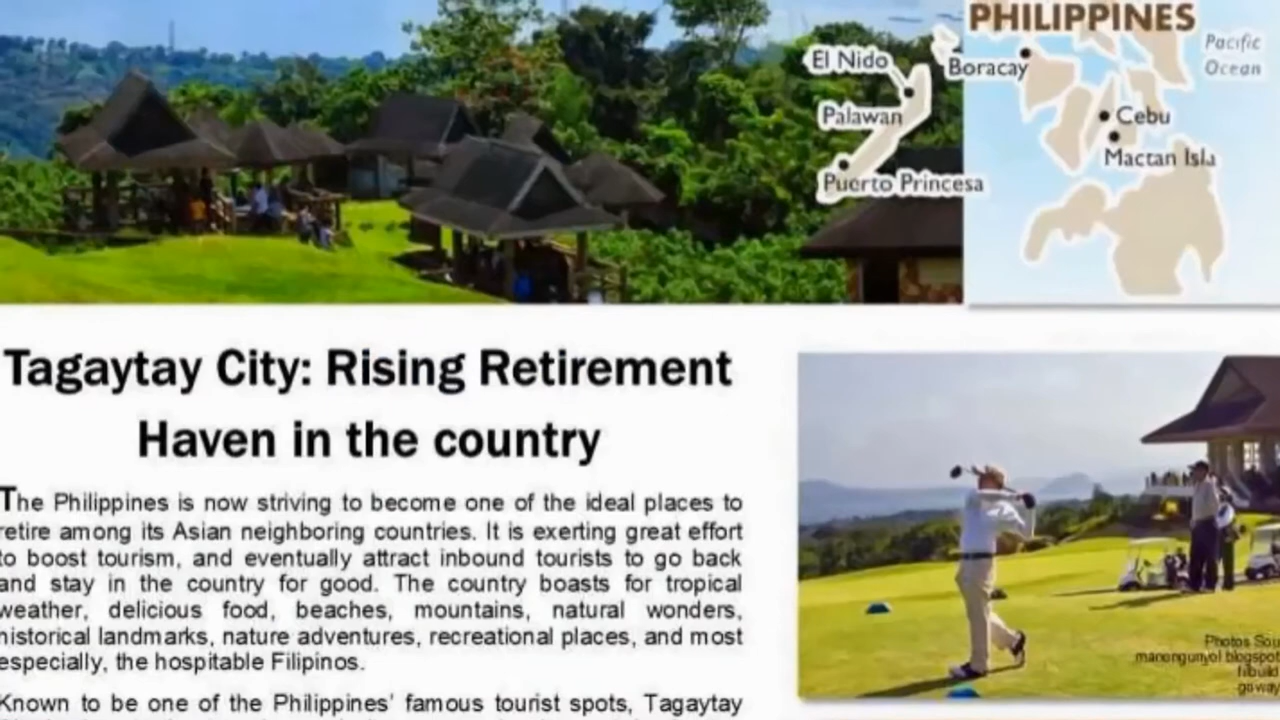 PHILIPPINES
Pacific
Ocean
El Nido
Boracay
Palawan
Cebu
Mactan Isla
Puerto Princesa
Tagaytay City: Rising Retirement
Haven in the country
The Philippines is now striving to become one of the ideal places to
retire among its Asian neighboring countries. It is exerting great effort
to boost tourism, and eventually attract inbound tourists to go back
and stay in the country for good. The country boasts for tropical
weather, delicious food, beaches, mountains, natural wonders,
historical landmarks, nature adventures, recreational places, and most
especially, the hospitable Filipinos.
Known to be one of the Philippines' famous tourist spots, Tagaytay
Photos Sou
manongunyol blogspot
goway